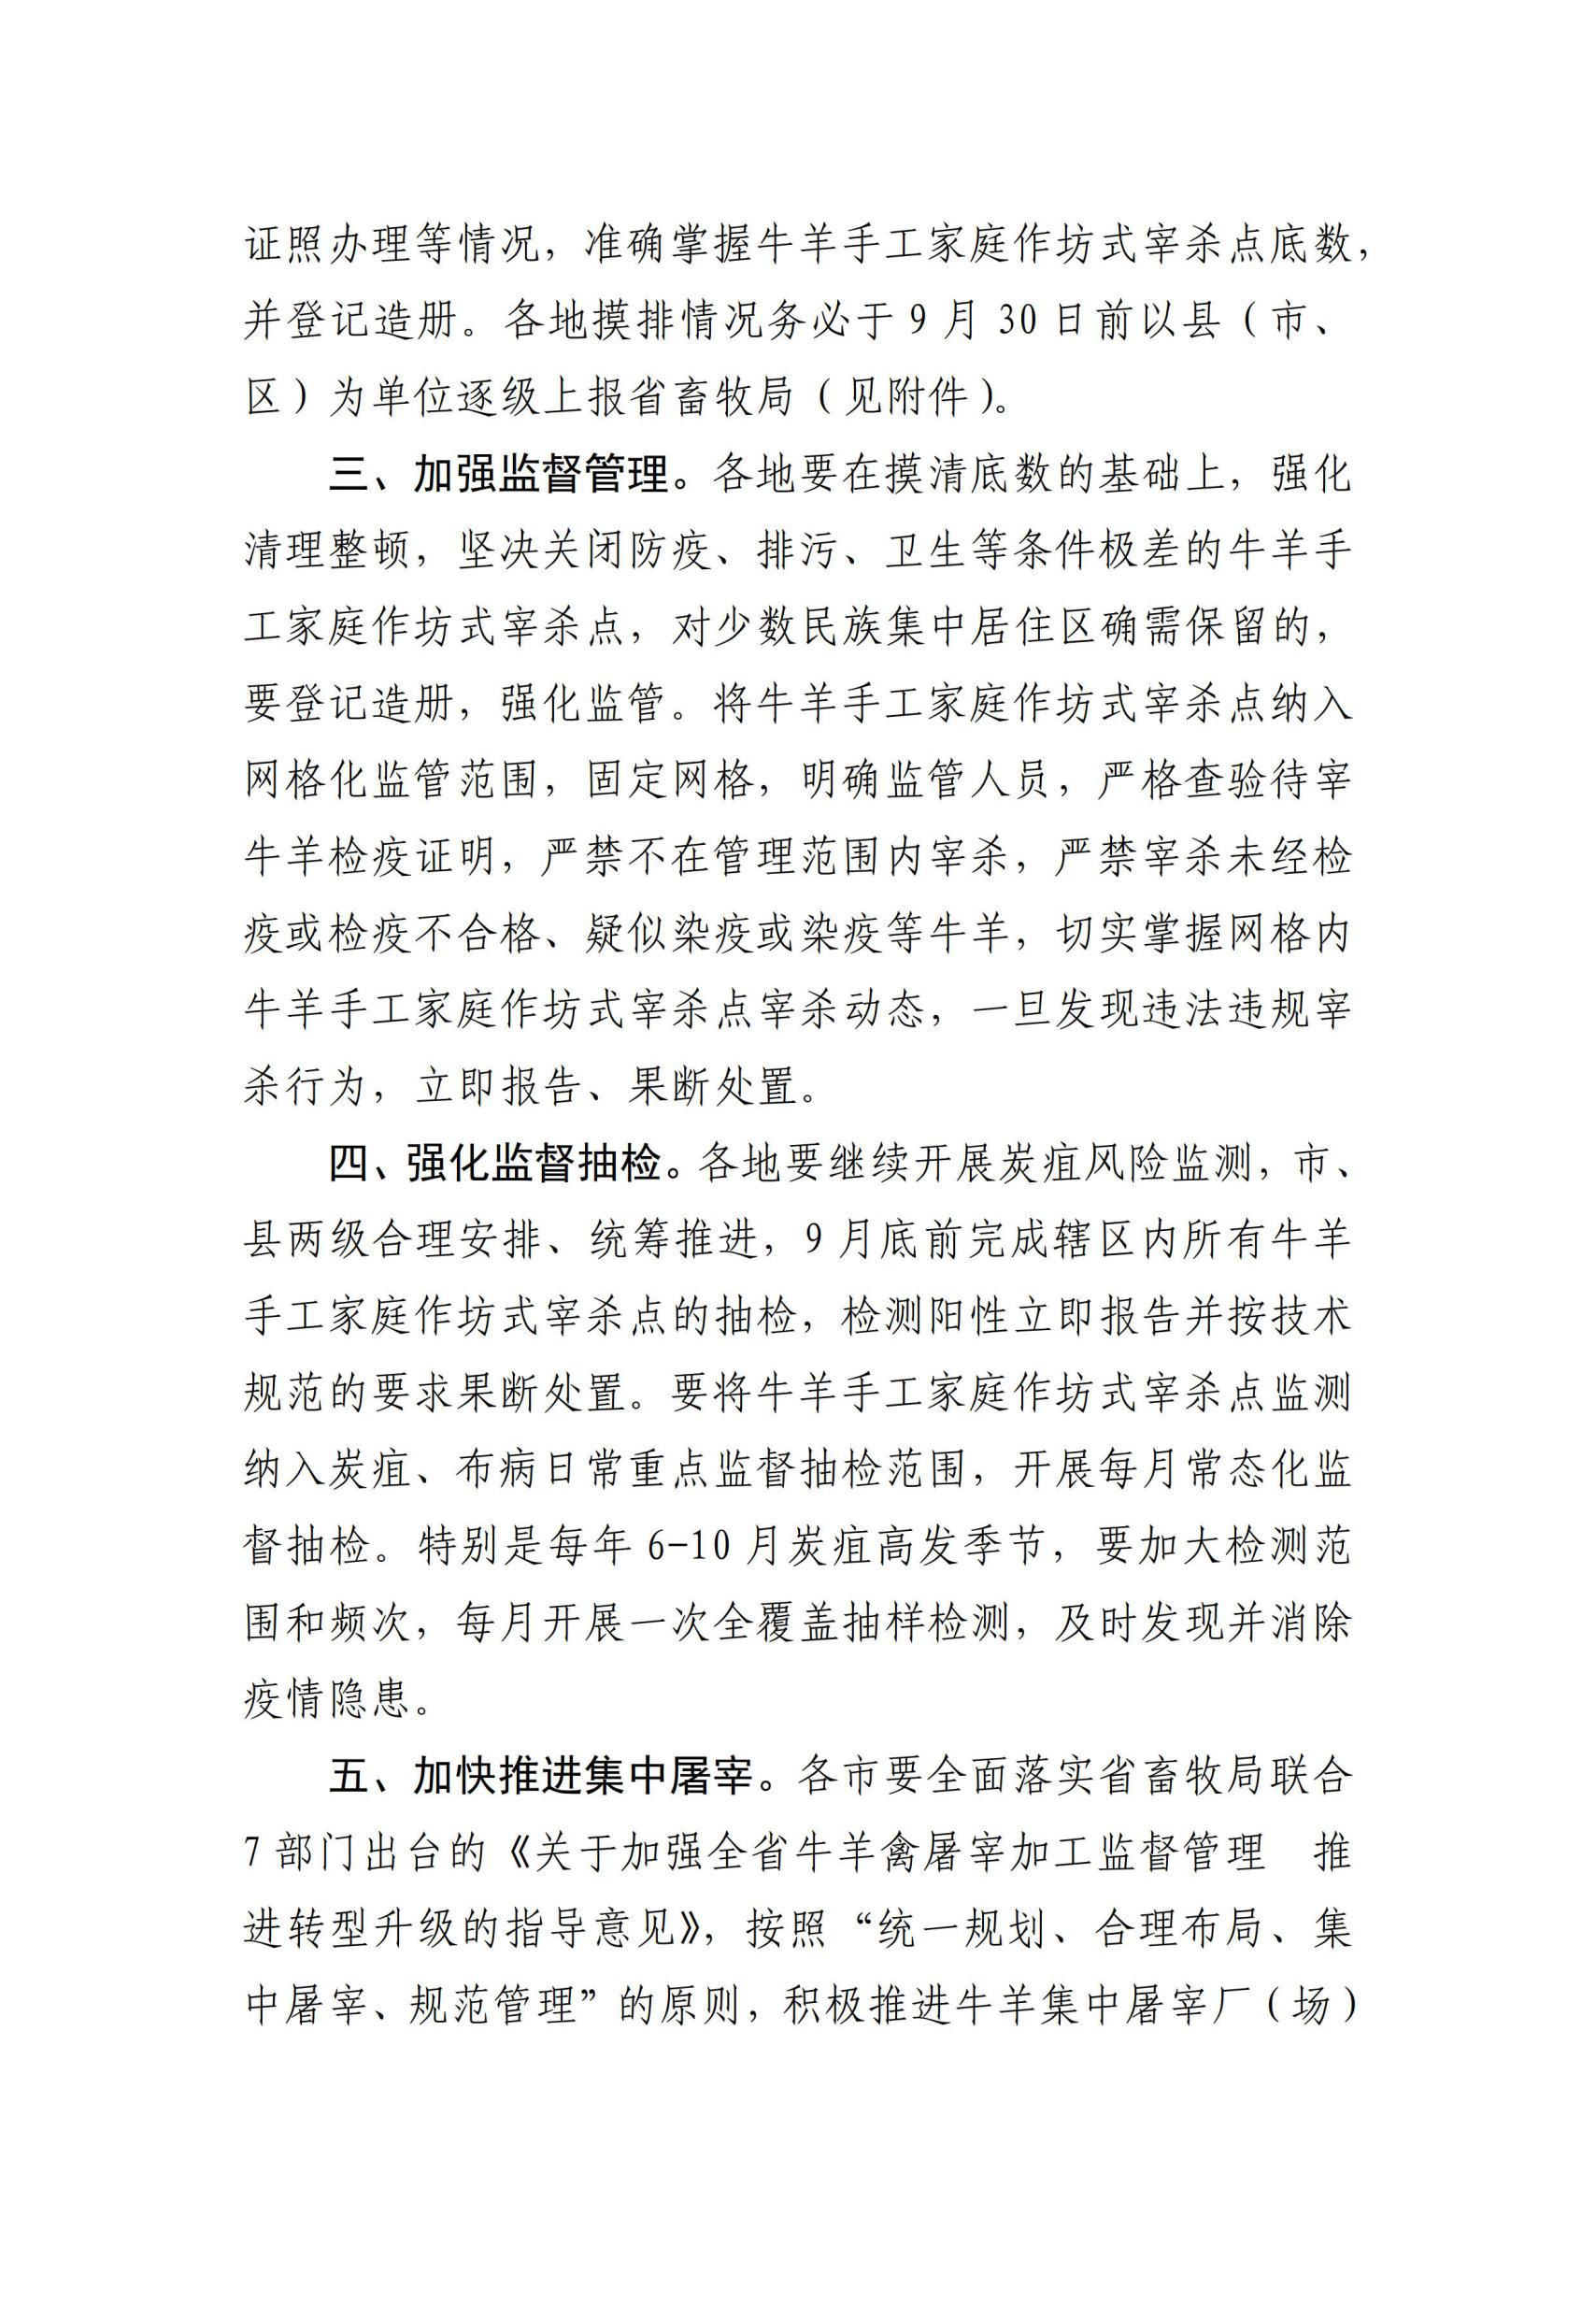 证照办理等情况，准确掌握牛羊手工家庭作坊式宰杀点底数，
并登记造册。各地摸排情况务必于 9 月 30 日前以县（市、
区）为单位逐级上报省畜牧局（见附件）。
三、加强监督管理。各地要在摸清底数的基础上，强化
清理整顿，坚决关闭防疫、排污、卫生等条件极差的牛羊手
工家庭作坊式宰杀点，对少数民族集中居住区确需保留的，
要登记造册，强化监管。将牛羊手工家庭作坊式宰杀点纳入
网格化监管范围，固定网格，明确监管人员，严格查验待宰
牛羊检疫证明，严禁不在管理范围内宰杀，严禁宰杀未经检
疫或检疫不合格、疑似染疫或染疫等牛羊，切实掌握网格内
牛羊手工家庭作坊式宰杀点宰杀动态，一旦发现违法违规宰
杀行为，立即报告、果断处置。
四、强化监督抽检。各地要继续开展炭疽风险监测，市、
县两级合理安排、统筹推进，9 月底前完成辖区内所有牛羊
手工家庭作坊式宰杀点的抽检，检测阳性立即报告并按技术
规范的要求果断处置。要将牛羊手工家庭作坊式宰杀点监测
纳入炭疽、布病日常重点监督抽检范围，开展每月常态化监
督抽检。特别是每年 6-10 月炭疽高发季节，要加大检测范
围和频次，每月开展一次全覆盖抽样检测，及时发现并消除
疫情隐患。
五、加快推进集中屠宰。各市要全面落实省畜牧局联合
7 部门出台的《关于加强全省牛羊禽屠宰加工监督管理　推
进转型升级的指导意见》，按照“统一规划、合理布局、集
中屠宰、规范管理”的原则，积极推进牛羊集中屠宰厂（场）